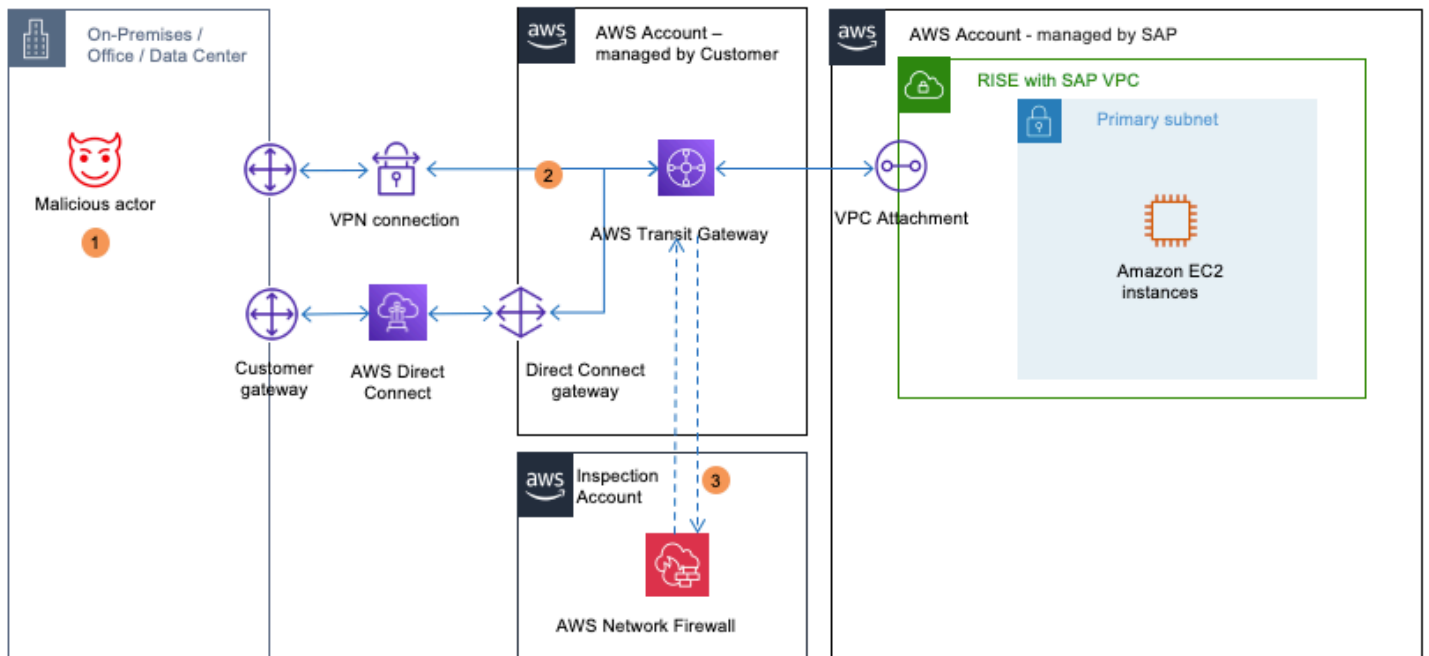 On-Premises /
Office / Data Center
aws
AWS Account –
managed by Customer
aws
AWS Account - managed by SAP
RISE with SAP VPC
Primary subnet
Malicious actor
1
VPN connection
2
AWS Transit Gateway
VPC Attachment
Amazon EC2
instances
Customer
gateway
AWS Direct
Connect
Direct Connect
gateway
aws
Inspection
Account
3
AWS Network Firewall